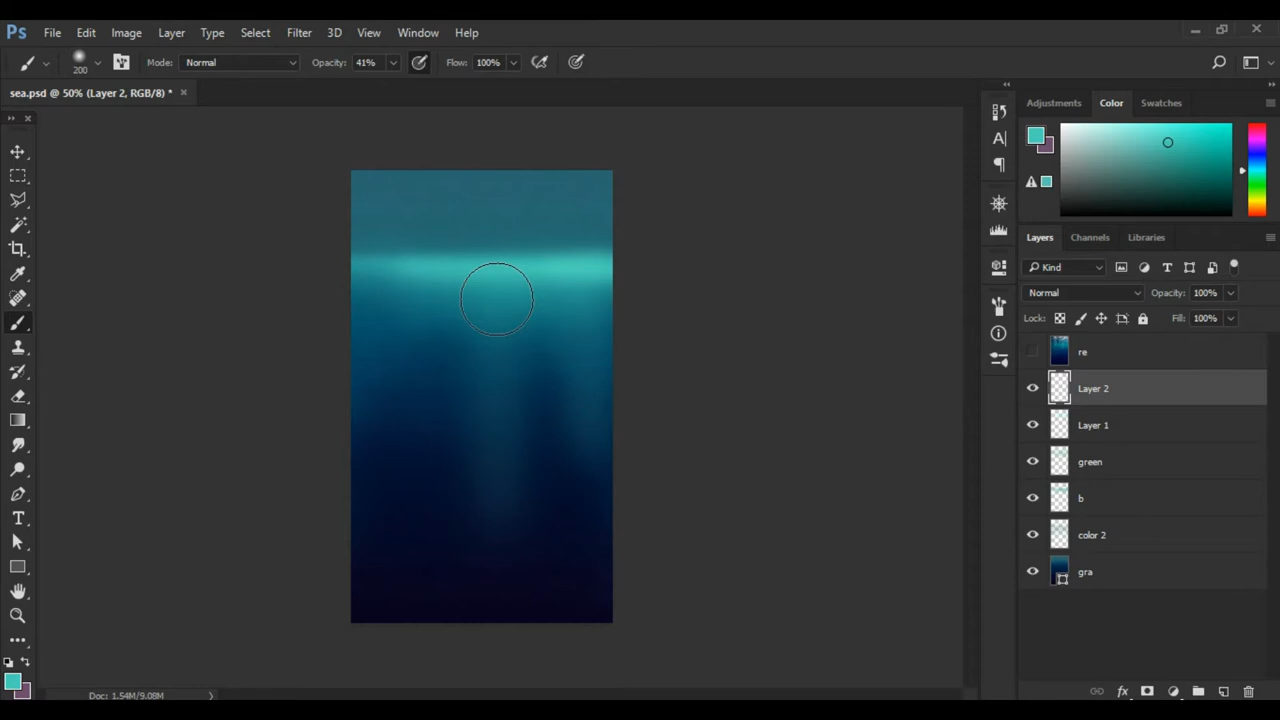 Ps File Edit Image Layer Type Select Filter 3D View Window Help
200 Mode: Normal Opacity: 41% Flow: 100%
sea.psd @ 50% (Layer 2, RGB/8) * ×
Adjustments Color Swatches
Layers Channels Libraries
Kind
Normal Opacity: 100%
Lock: Fill: 100%
re
Layer 2
Layer 1
green
b
color 2
gra
Doc: 1.54M/9.08M